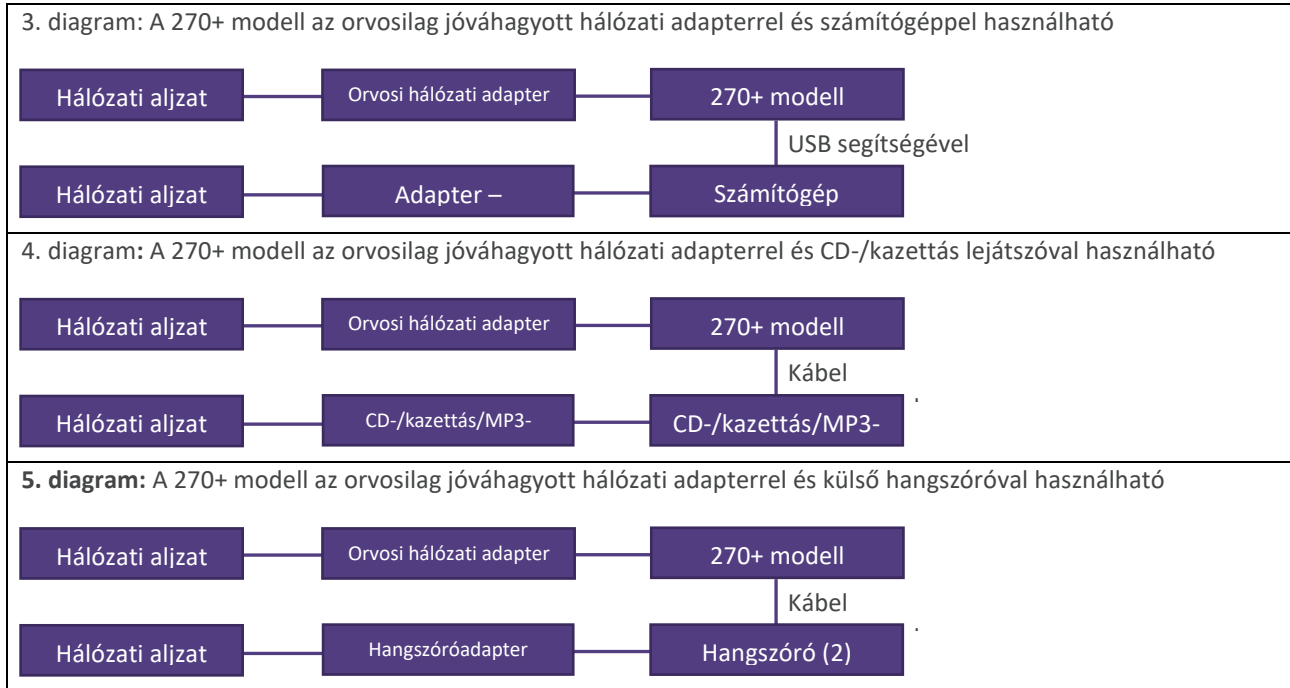 3. diagram: A 270+ modell az orvosilag jóváhagyott hálózati adapterrel és számítógéppel használható
Hálózati aljzat
Orvosi hálózati adapter
270+ modell
USB segítségével
Hálózati aljzat
Adapter –
Számítógép
4. diagram: A 270+ modell az orvosilag jóváhagyott hálózati adapterrel és CD-/kazettás lejátszóval használható
Hálózati aljzat
Orvosi hálózati adapter
270+ modell
Kábel
.
Hálózati aljzat
CD-/kazettás/MP3-
CD-/kazettás/MP3-
5. diagram: A 270+ modell az orvosilag jóváhagyott hálózati adapterrel és külső hangszóróval használható
Hálózati aljzat
Orvosi hálózati adapter
270+ modell
Kábel
.
Hálózati aljzat
Hangszóróadapter
Hangszóró (2)